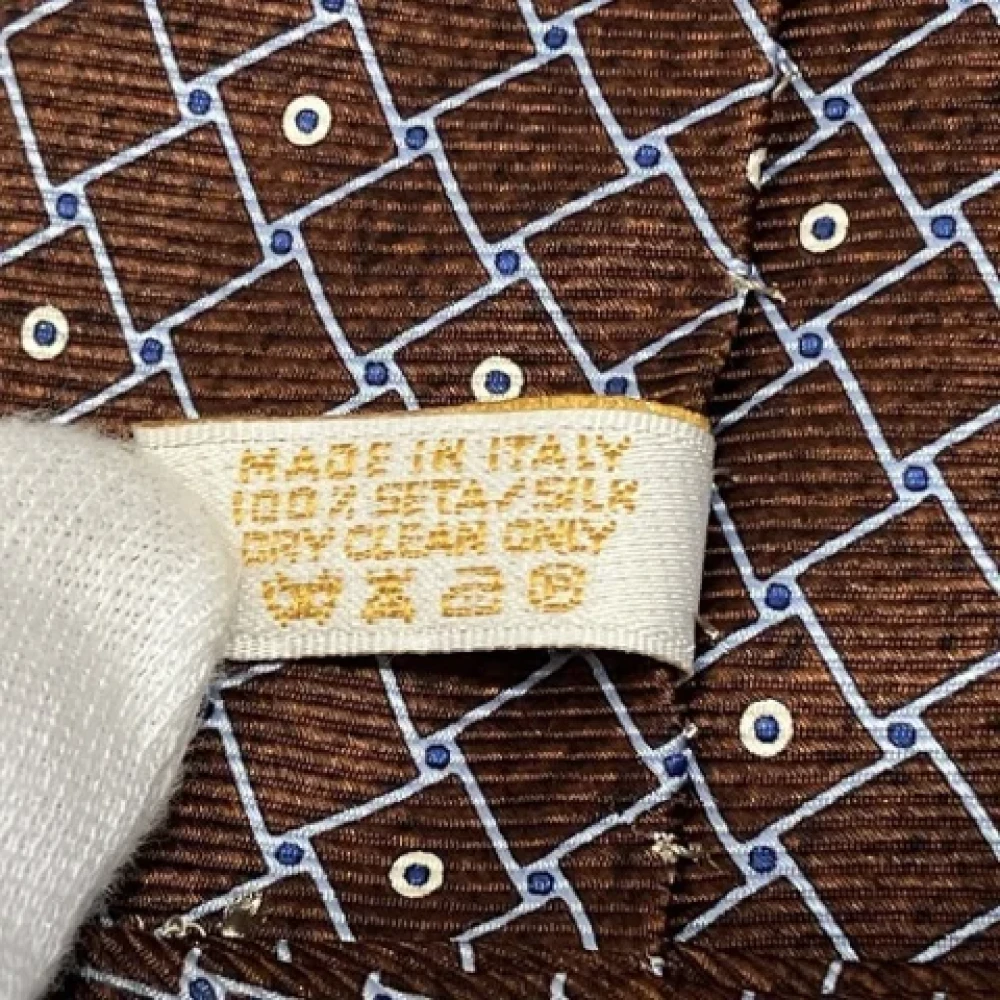 MADE IN ITALY
100% SETA/SILK
DRY CLEAN ONLY